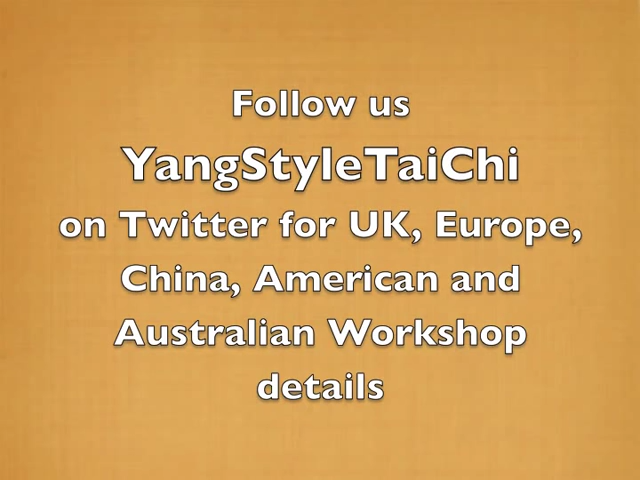 Follow us
YangStyleTaiChi
on Twitter for UK, Europe,
China, American and
Australian Workshop
details